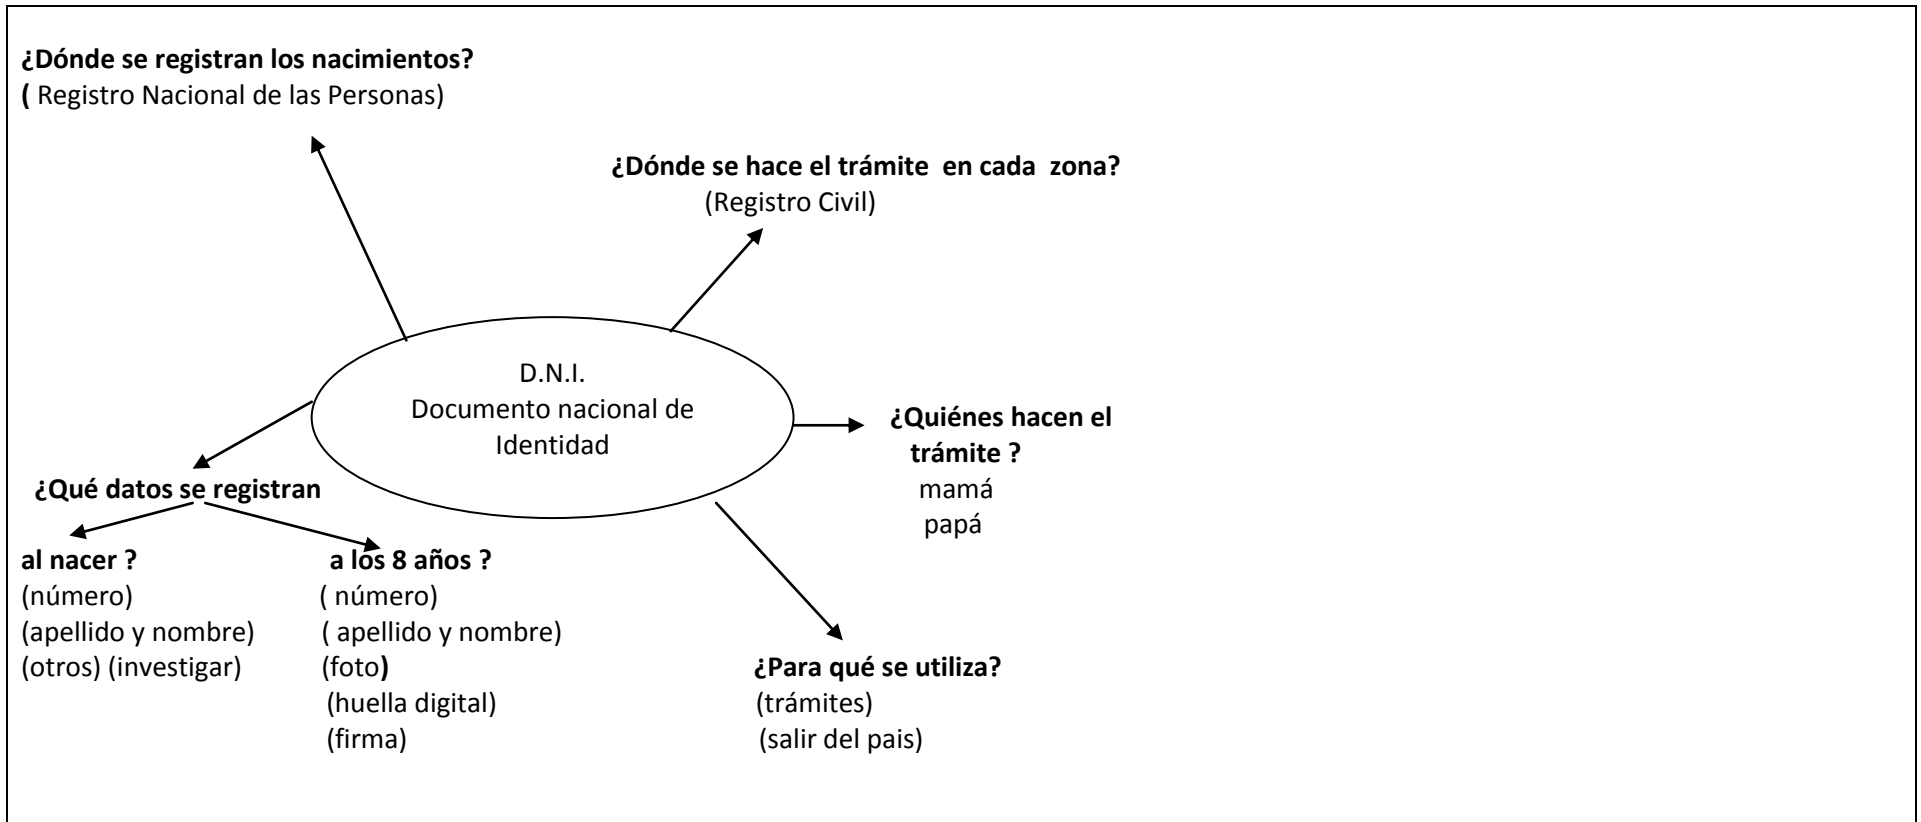 ¿Dónde se registran los nacimientos?
( Registro Nacional de las Personas)
¿Dónde se hace el trámite  en cada  zona?
(Registro Civil)
D.N.I.
Documento nacional de
Identidad
¿Quiénes hacen el
trámite ?
mamá
papá
¿Qué datos se registran
al nacer ?
(número)
(apellido y nombre)
(otros) (investigar)
a los 8 años ?
( número)
( apellido y nombre)
(foto)
(huella digital)
(firma)
¿Para qué se utiliza?
(trámites)
(salir del pais)